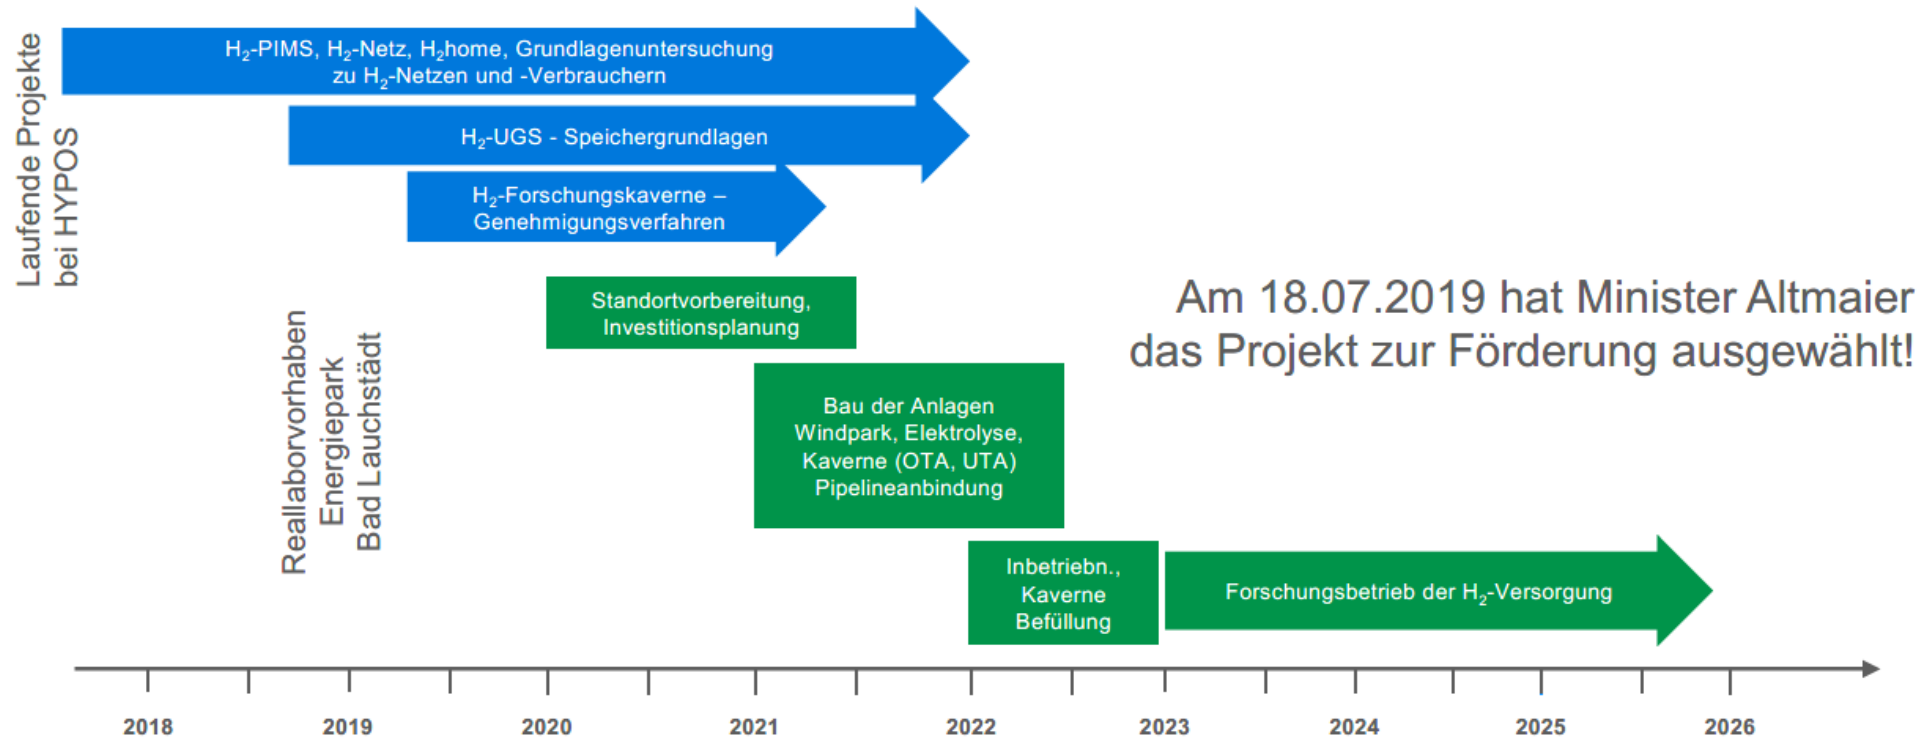 Laufende Projekte
bei HYPOS
H₂-PIMS, H₂-Netz, H₂home, Grundlagenuntersuchung
zu H₂-Netzen und -Verbrauchern
H₂-UGS - Speichergrundlagen
H₂-Forschungskaverne –
Genehmigungsverfahren
Reallaborvorhaben
Energiepark
Bad Lauchstädt
Standortvorbereitung,
Investitionsplanung
Am 18.07.2019 hat Minister Altmaier
das Projekt zur Förderung ausgewählt!
Bau der Anlagen
Windpark, Elektrolyse,
Kaverne (OTA, UTA)
Pipelineanbindung
Inbetriebn.,
Kaverne
Befüllung
Forschungsbetrieb der H₂-Versorgung
2018 2019 2020 2021 2022 2023 2024 2025 2026